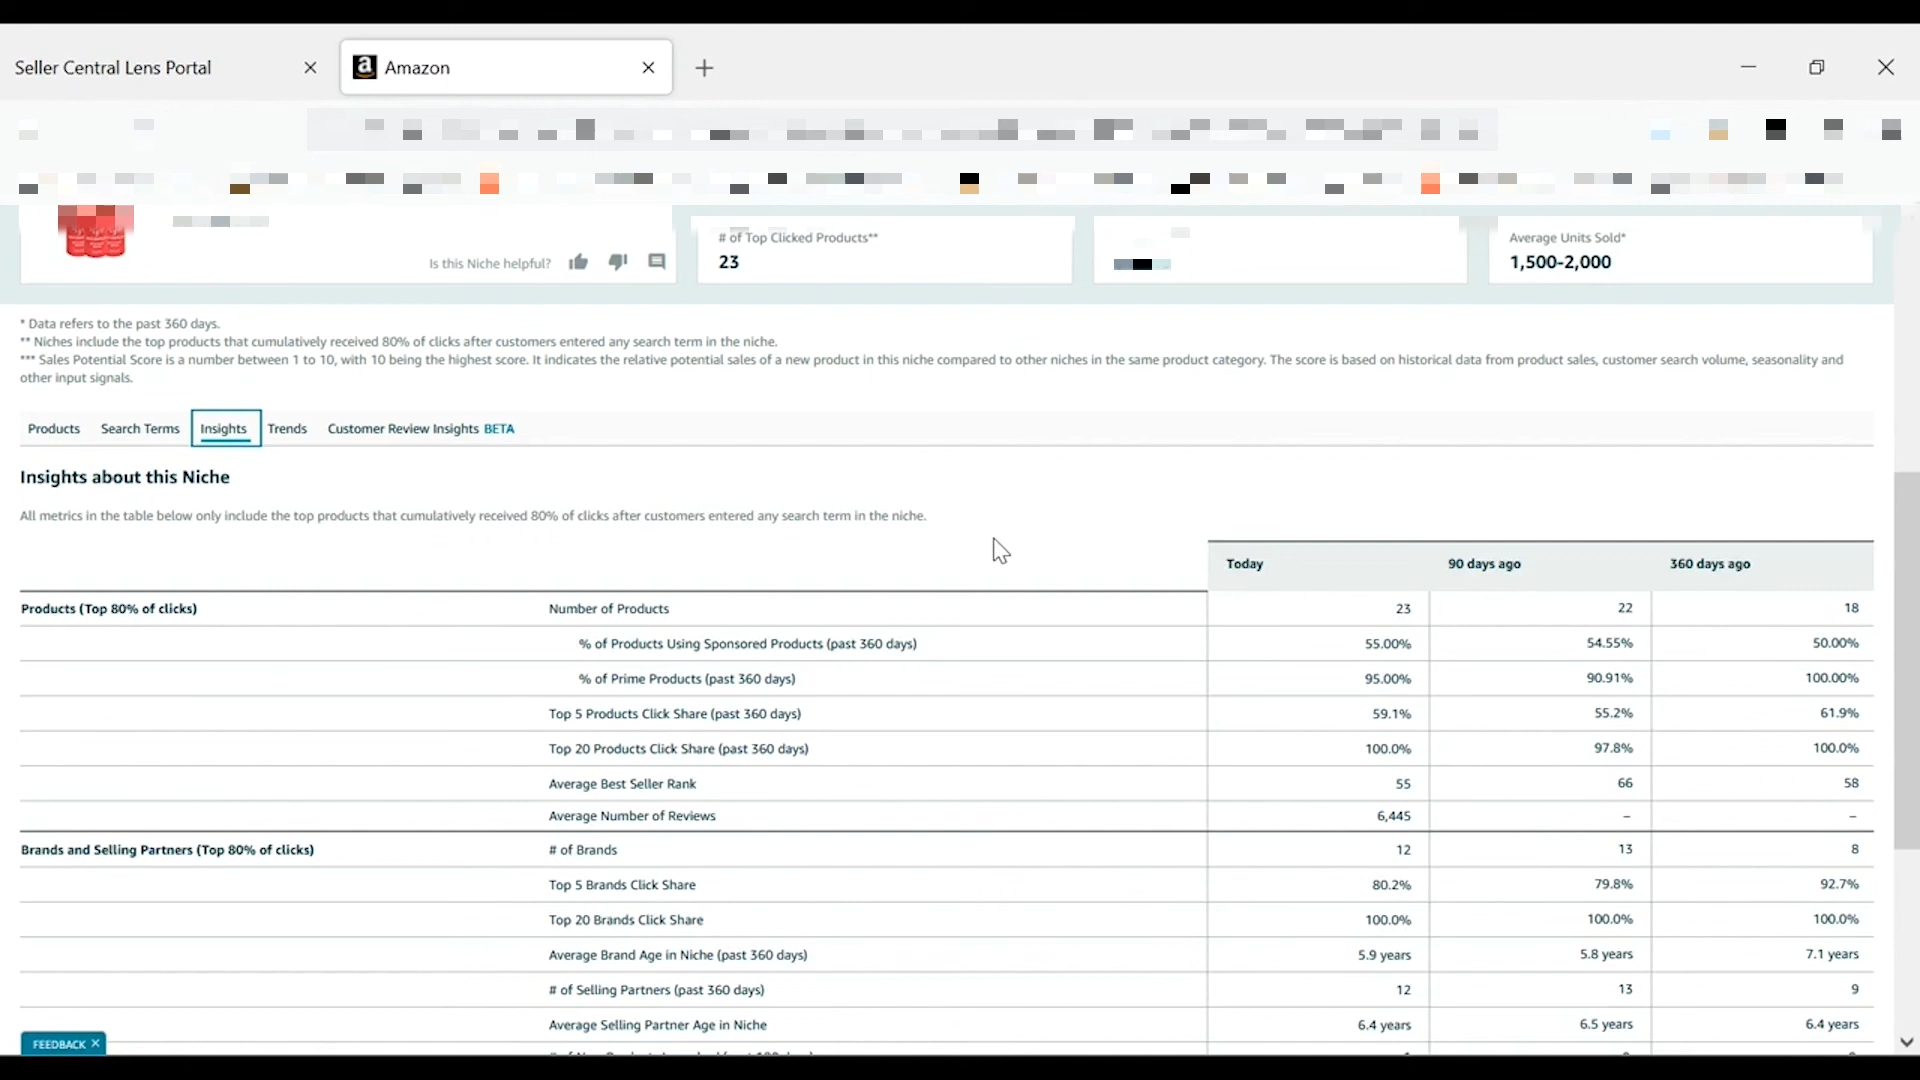 Seller Central Lens Portal
Amazon
Is this Niche helpful?
# of Top Clicked Products**
23
Average Units Sold*
1,500-2,000
* Data refers to the past 360 days.
** Niches include the top products that cumulatively received 80% of clicks after customers entered any search term in the niche.
*** Sales Potential Score is a number between 1 to 10, with 10 being the highest score. It indicates the relative potential sales of a new product in this niche compared to other niches in the same product category. The score is based on historical data from product sales, customer search volume, seasonality and
other input signals.
Products Search Terms Insights Trends Customer Review Insights BETA
Insights about this Niche
All metrics in the table below only include the top products that cumulatively received 80% of clicks after customers entered any search term in the niche.
Today 90 days ago 360 days ago
Products (Top 80% of clicks) Number of Products 23 22 18
% of Products Using Sponsored Products (past 360 days) 55.00% 54.55% 50.00%
% of Prime Products (past 360 days) 95.00% 90.91% 100.00%
Top 5 Products Click Share (past 360 days) 59.1% 55.2% 61.9%
Top 20 Products Click Share (past 360 days) 100.0% 97.8% 100.0%
Average Best Seller Rank 55 66 58
Average Number of Reviews 6,445 – –
Brands and Selling Partners (Top 80% of clicks) # of Brands 12 13 8
Top 5 Brands Click Share 80.2% 79.8% 92.7%
Top 20 Brands Click Share 100.0% 100.0% 100.0%
Average Brand Age in Niche (past 360 days) 5.9 years 5.8 years 7.1 years
# of Selling Partners (past 360 days) 12 13 9
Average Selling Partner Age in Niche 6.4 years 6.5 years 6.4 years
FEEDBACK